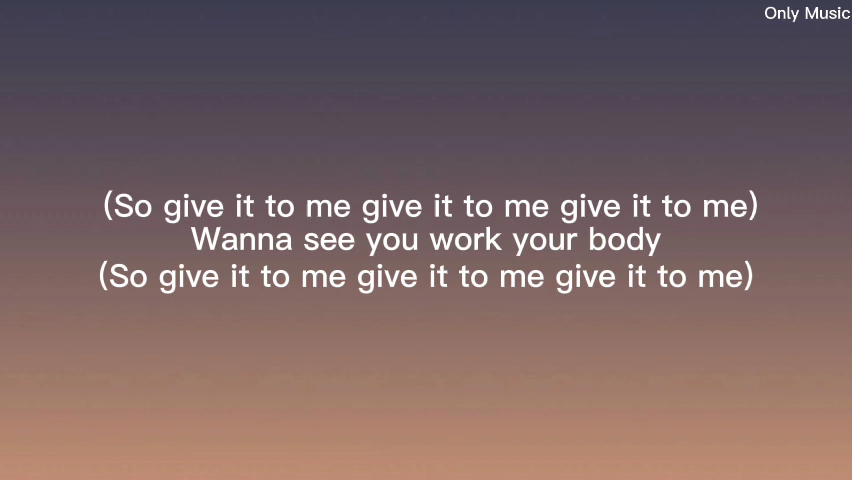 Only Music
(So give it to me give it to me give it to me)
Wanna see you work your body
(So give it to me give it to me give it to me)